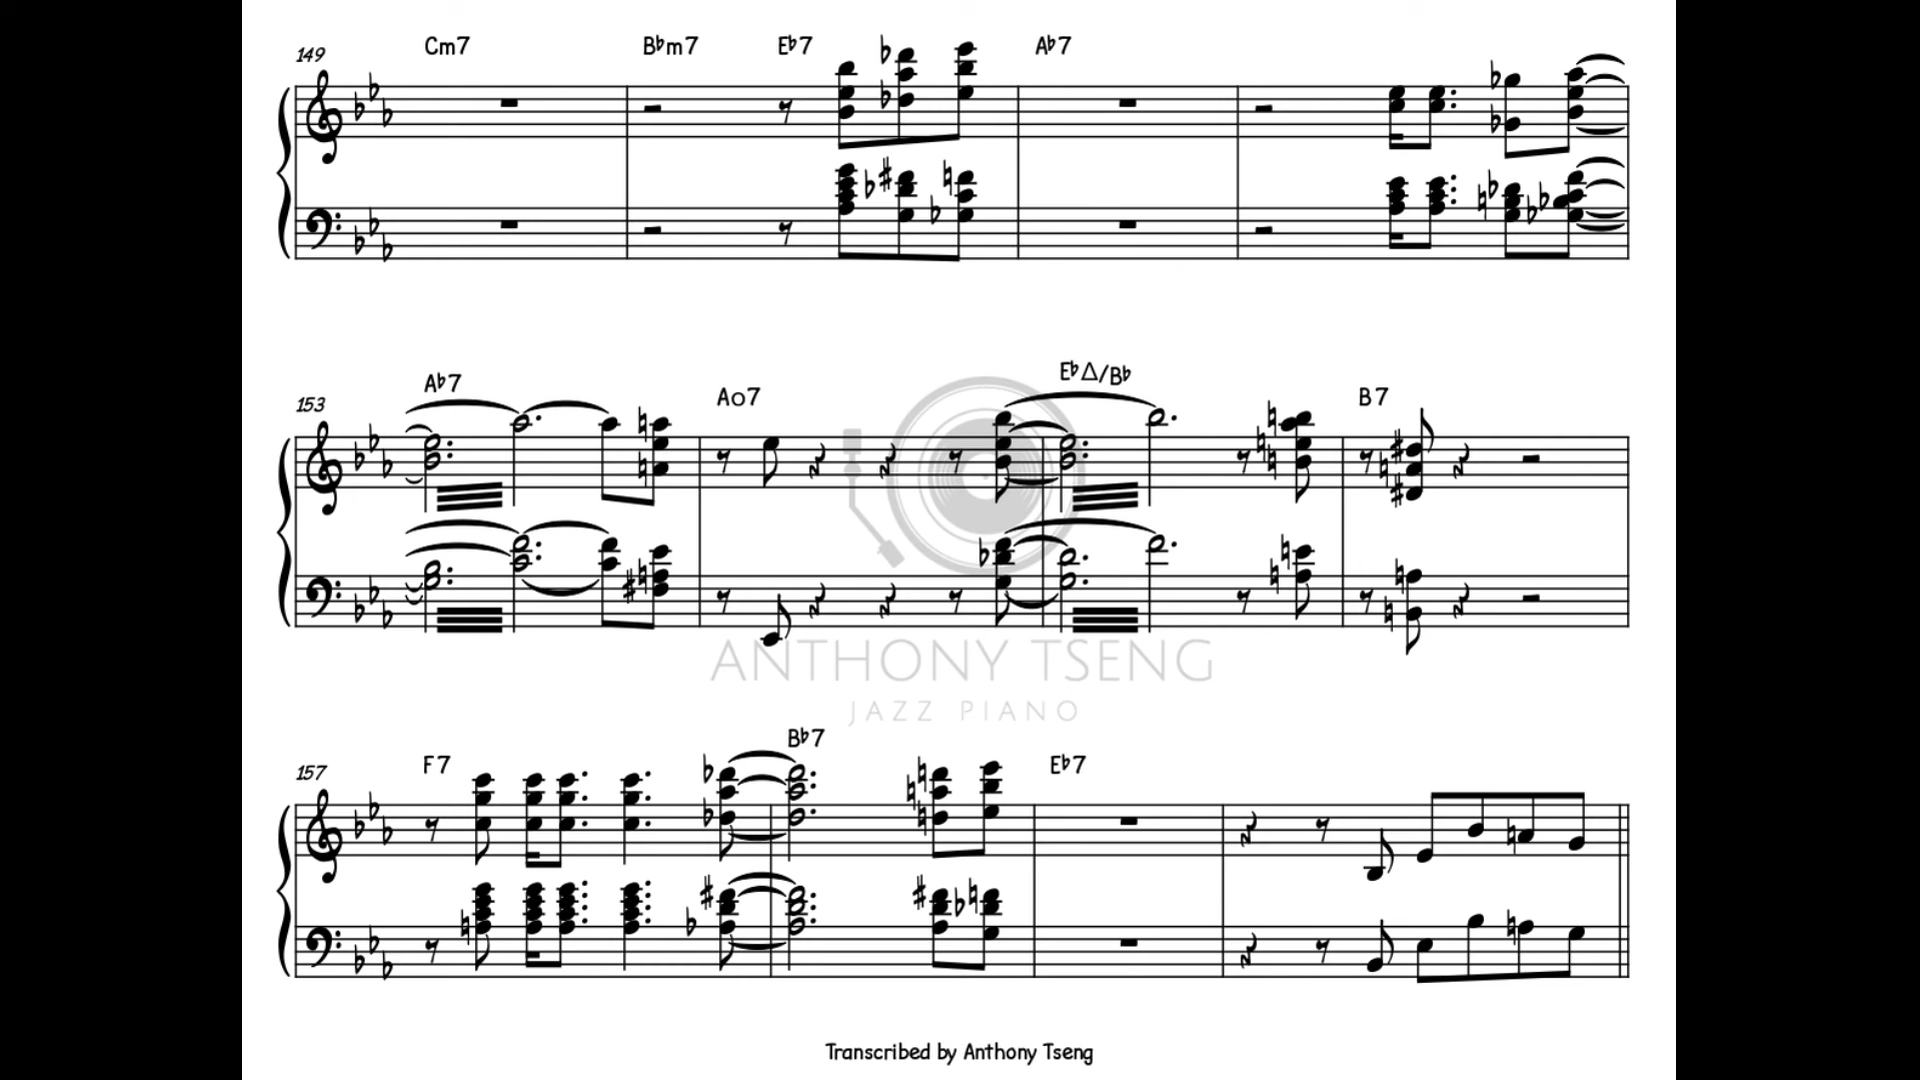 149 Cm7 B♭m7 E♭7 A♭7
153 A♭7 Ao7 E♭△/B♭ B7
ANTHONY TSENG
JAZZ PIANO
157 F7 B♭7 E♭7
Transcribed by Anthony Tseng